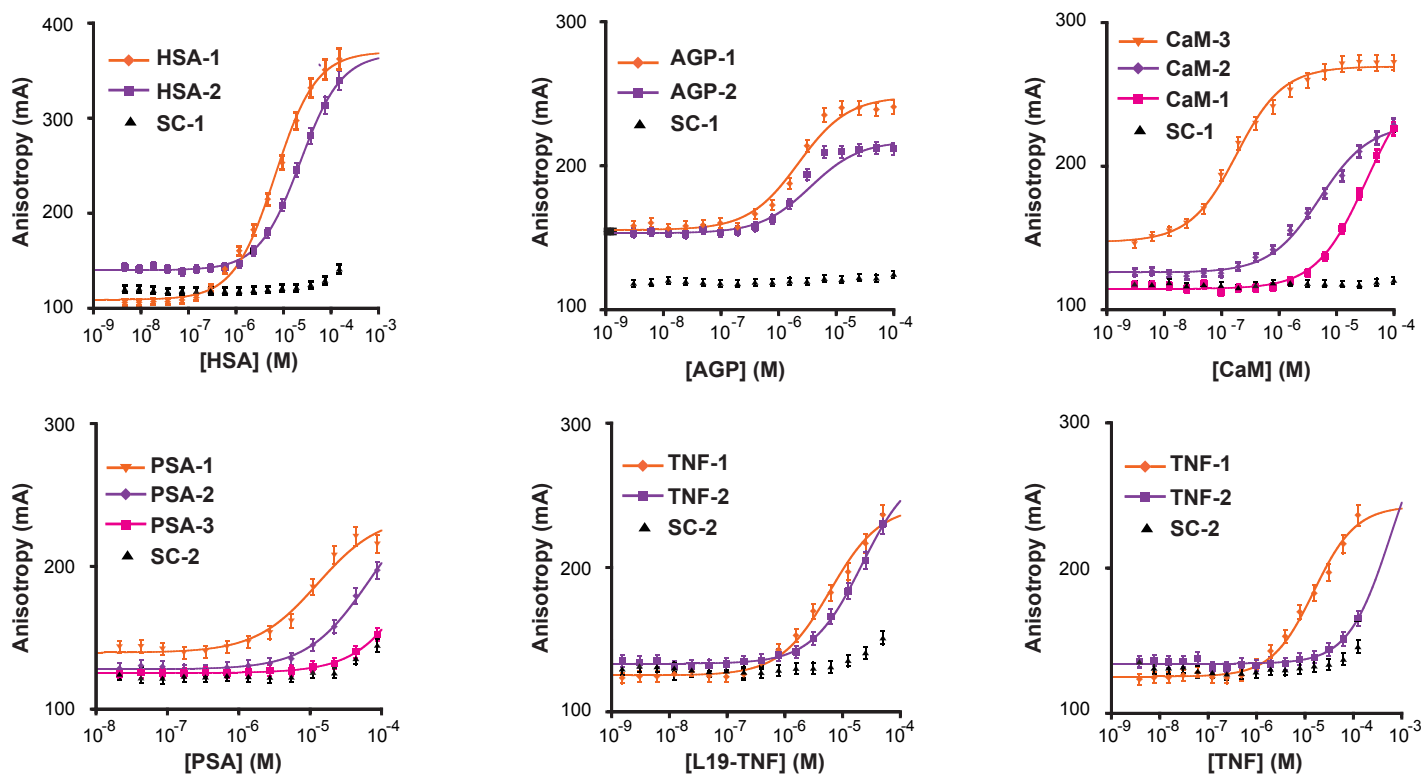 400
300
200
100
Anisotropy (mA)
HSA-1
HSA-2
SC-1
10-9 10-8 10-7 10-6 10-5 10-4 10-3
[HSA] (M)
300
200
100
Anisotropy (mA)
AGP-1
AGP-2
SC-1
10-9 10-8 10-7 10-6 10-5 10-4
[AGP] (M)
300
200
100
Anisotropy (mA)
CaM-3
CaM-2
CaM-1
SC-1
10-9 10-8 10-7 10-6 10-5 10-4
[CaM] (M)
300
200
100
Anisotropy (mA)
PSA-1
PSA-2
PSA-3
SC-2
10-8 10-7 10-6 10-5 10-4
[PSA] (M)
300
200
100
Anisotropy (mA)
TNF-1
TNF-2
SC-2
10-9 10-8 10-7 10-6 10-5 10-4
[L19-TNF] (M)
300
200
100
Anisotropy (mA)
TNF-1
TNF-2
SC-2
10-9 10-8 10-7 10-6 10-5 10-4 10-3
[TNF] (M)